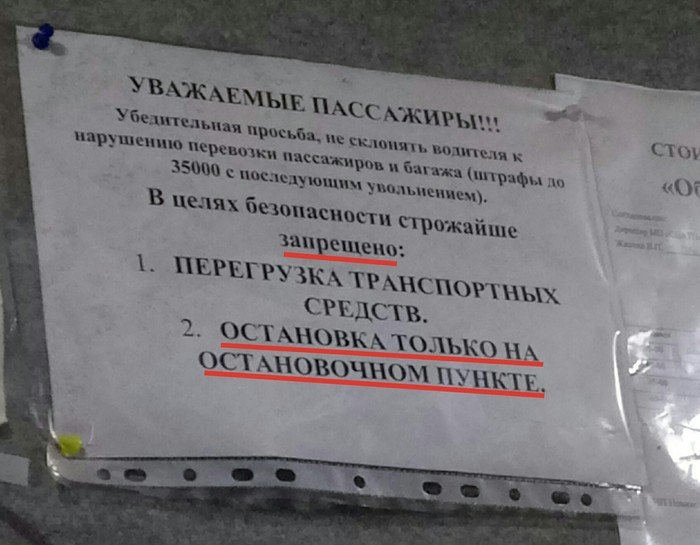 УВАЖАЕМЫЕ ПАССАЖИРЫ!!!
Убедительная просьба, не склонять водителя к
нарушению перевозки пассажиров и багажа (штрафы до
35000 с последующим увольнением).
В целях безопасности строжайше
запрещено:
1. ПЕРЕГРУЗКА ТРАНСПОРТНЫХ
СРЕДСТВ.
2. ОСТАНОВКА ТОЛЬКО НА
ОСТАНОВОЧНОМ ПУНКТЕ.